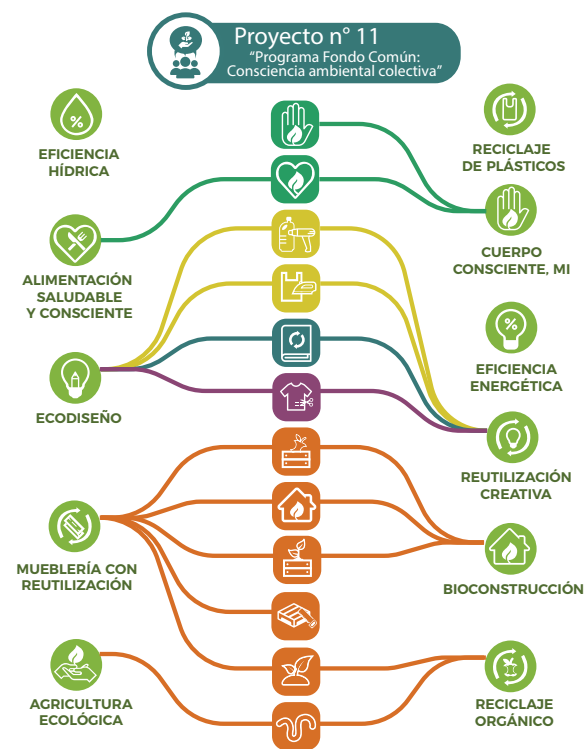 Proyecto n° 11
“Programa Fondo Común:
Consciencia ambiental colectiva”
%
EFICIENCIA
HÍDRICA
ALIMENTACIÓN
SALUDABLE
Y CONSCIENTE
ECODISEÑO
MUEBLERÍA CON
REUTILIZACIÓN
AGRICULTURA
ECOLÓGICA
RECICLAJE
DE PLÁSTICOS
CUERPO
CONSCIENTE, MI
%
EFICIENCIA
ENERGÉTICA
REUTILIZACIÓN
CREATIVA
BIOCONSTRUCCIÓN
RECICLAJE
ORGÁNICO